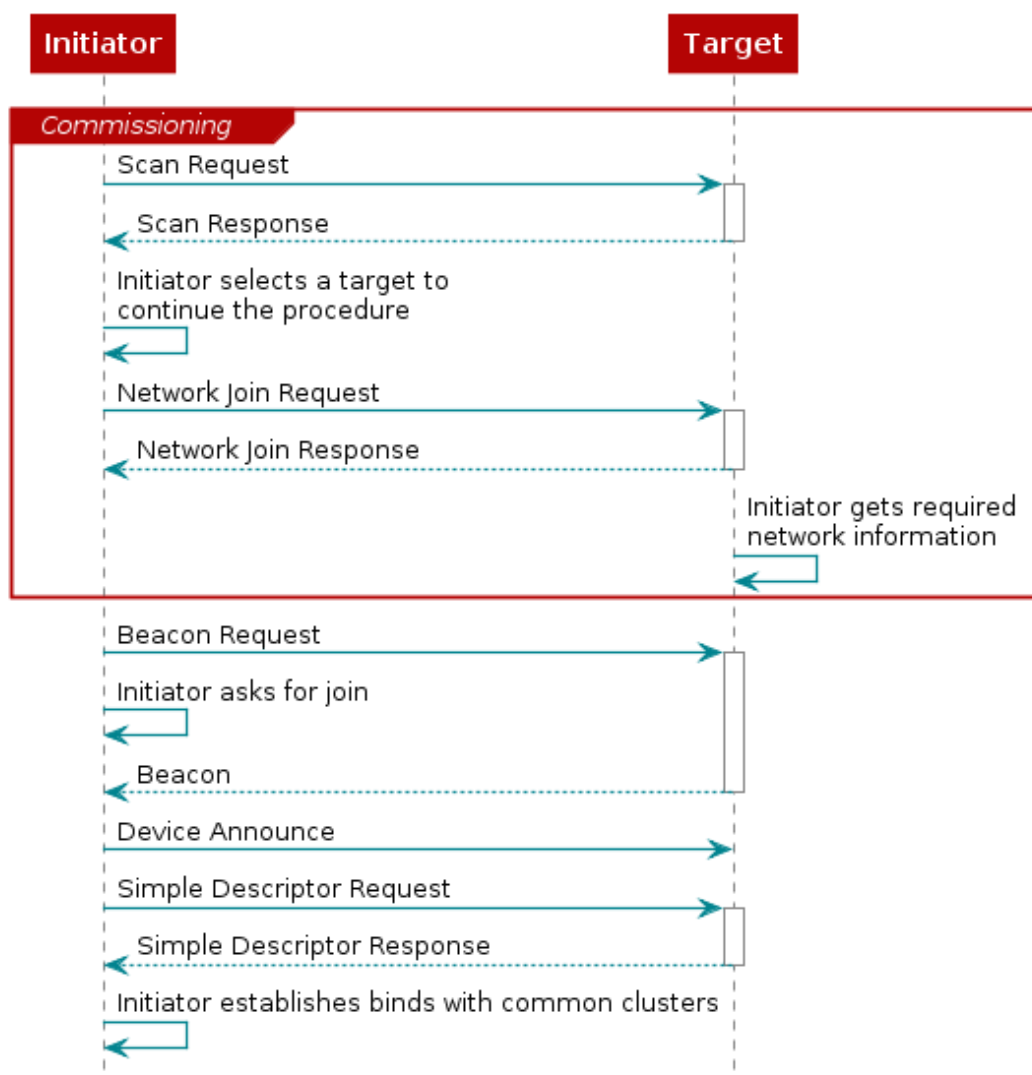 Initiator
Target
Commissioning
Scan Request
Scan Response
Initiator selects a target to
continue the procedure
Network Join Request
Network Join Response
Initiator gets required
network information
Beacon Request
Initiator asks for join
Beacon
Device Announce
Simple Descriptor Request
Simple Descriptor Response
Initiator establishes binds with common clusters